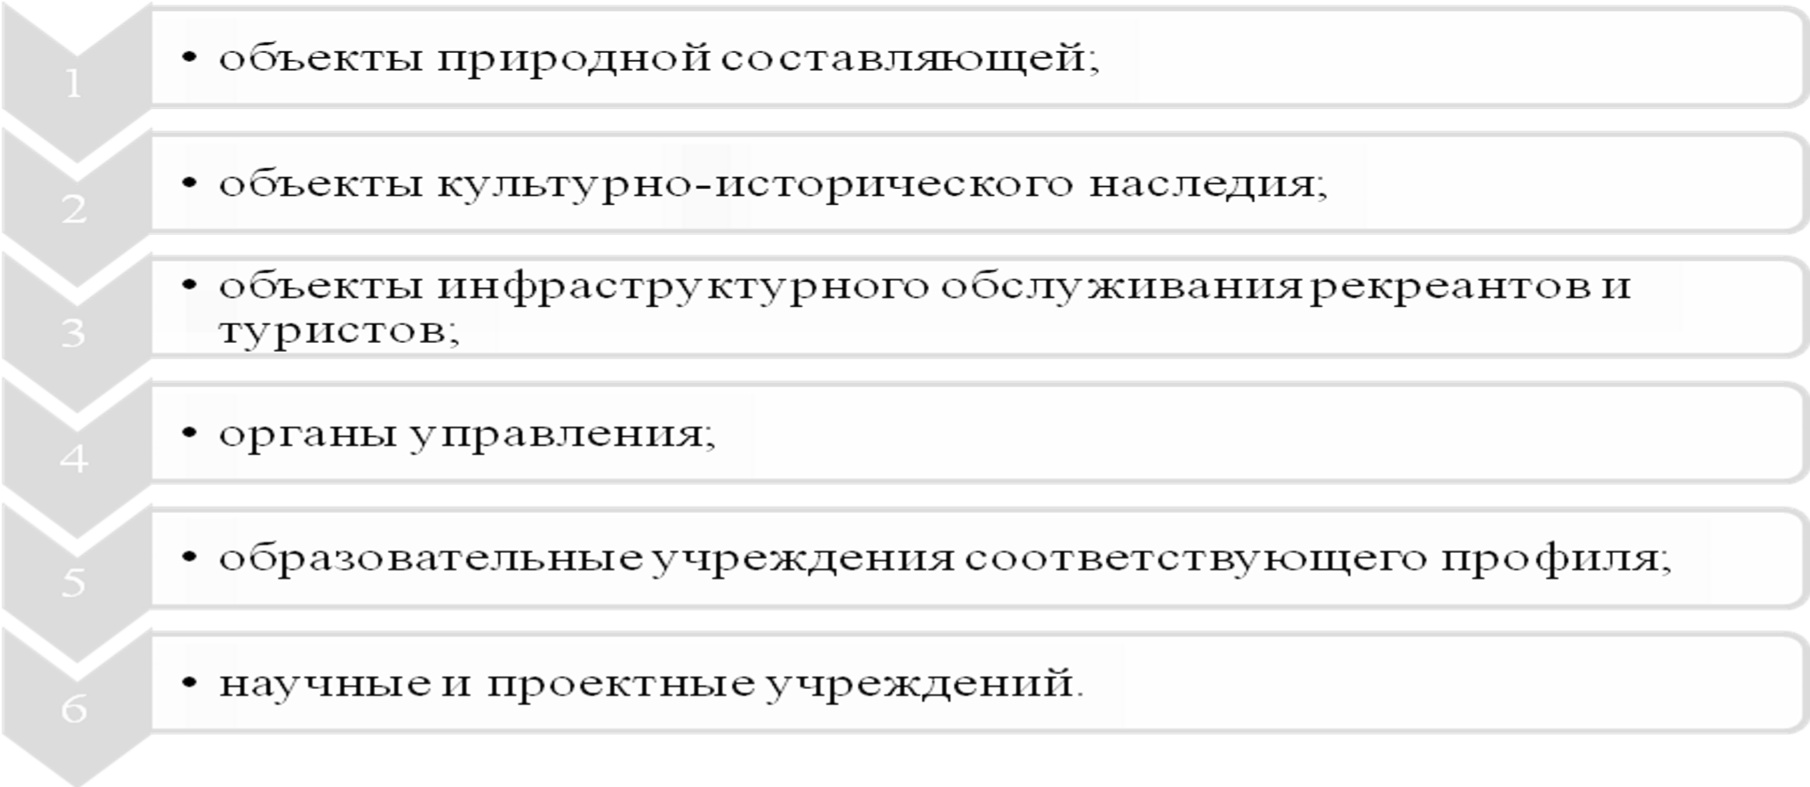 1
• объекты природной составляющей;
2
• объекты культурно-исторического наследия;
3
• объекты инфраструктурного обслуживания рекреантов и
туристов;
4
• органы управления;
5
• образовательные учреждения соответствующего профиля;
6
• научные и проектные учреждений.